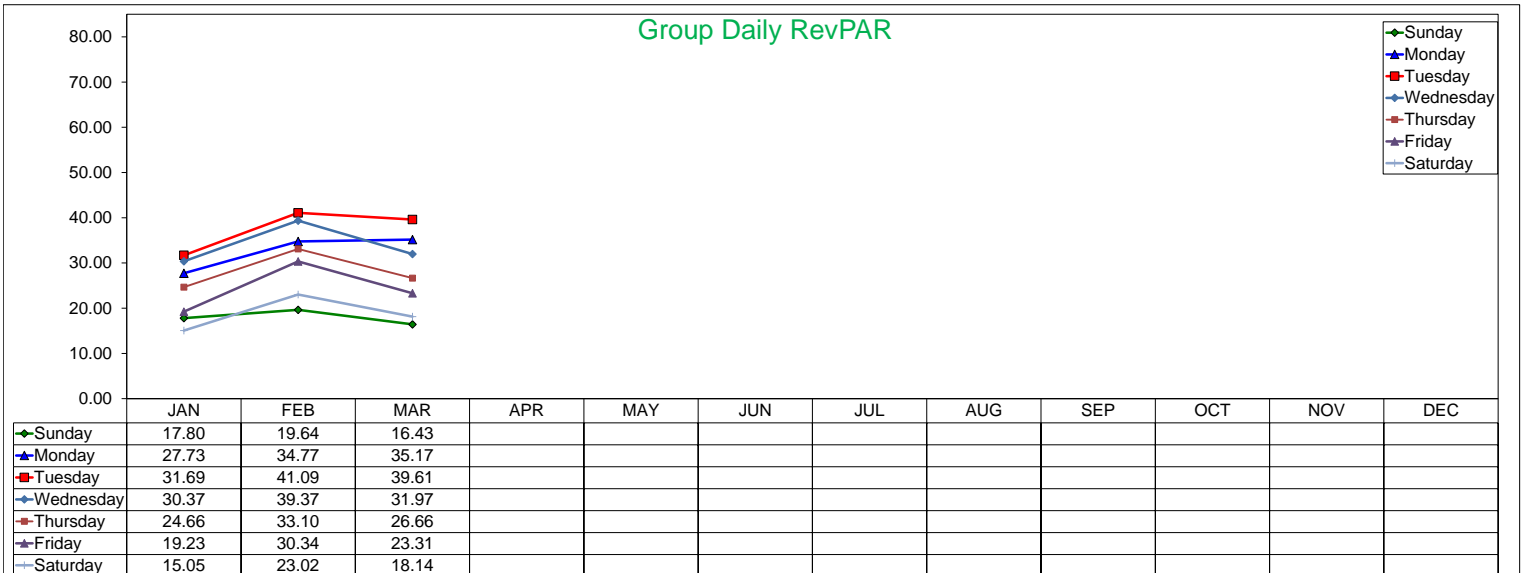 Group Daily RevPAR
80.00
70.00
60.00
50.00
40.00
30.00
20.00
10.00
0.00
Sunday
Monday
Tuesday
Wednesday
Thursday
Friday
Saturday
JAN FEB MAR APR MAY JUN JUL AUG SEP OCT NOV DEC
Sunday 17.80 19.64 16.43
Monday 27.73 34.77 35.17
Tuesday 31.69 41.09 39.61
Wednesday 30.37 39.37 31.97
Thursday 24.66 33.10 26.66
Friday 19.23 30.34 23.31
Saturday 15.05 23.02 18.14